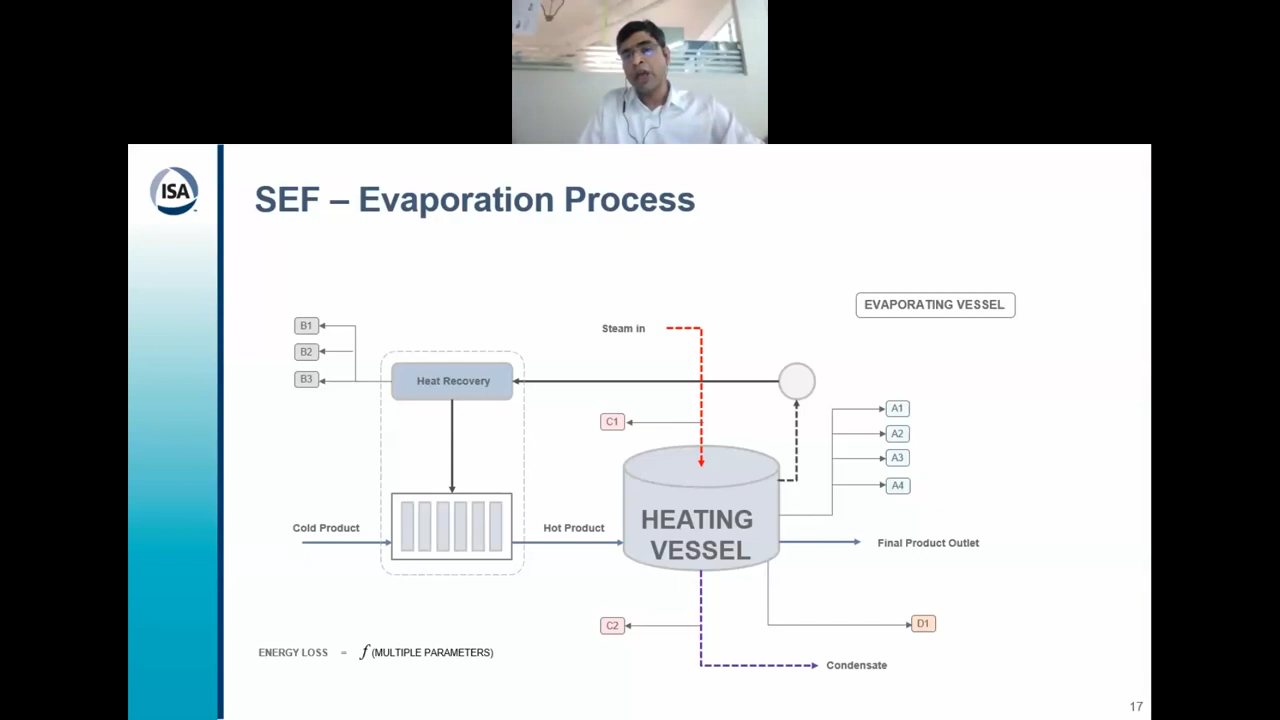 ISA
SEF – Evaporation Process
EVAPORATING VESSEL
B1
Steam in
B2
B3
Heat Recovery
A1
C1
A2
A3
A4
HEATING
VESSEL
Cold Product
Hot Product
Final Product Outlet
C2
D1
ENERGY LOSS = f (MULTIPLE PARAMETERS)
Condensate
17